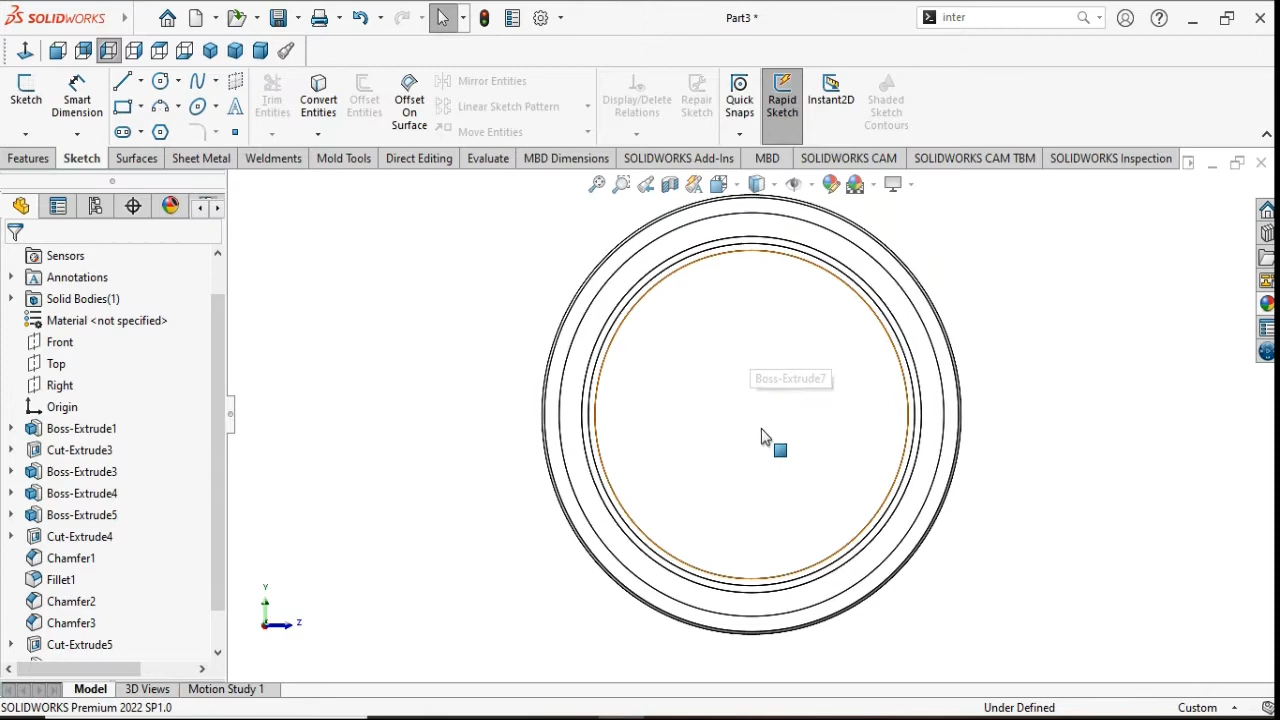 SOLIDWORKS
Part3 *
inter
Sketch
Smart Dimension
Trim Entities
Convert Entities
Offset Entities
Offset On Surface
Mirror Entities
Linear Sketch Pattern
Move Entities
Display/Delete Relations
Repair Sketch
Quick Snaps
Rapid Sketch
Instant2D
Shaded Sketch Contours
Features
Sketch
Surfaces
Sheet Metal
Weldments
Mold Tools
Direct Editing
Evaluate
MBD Dimensions
SOLIDWORKS Add-Ins
MBD
SOLIDWORKS CAM
SOLIDWORKS CAM TBM
SOLIDWORKS Inspection
Sensors
Annotations
Solid Bodies(1)
Material <not specified>
Front
Top
Right
Origin
Boss-Extrude1
Cut-Extrude3
Boss-Extrude3
Boss-Extrude4
Boss-Extrude5
Cut-Extrude4
Chamfer1
Fillet1
Chamfer2
Chamfer3
Cut-Extrude5
Boss-Extrude7
Y
Z
Model
3D Views
Motion Study 1
SOLIDWORKS Premium 2022 SP1.0
Under Defined
Custom